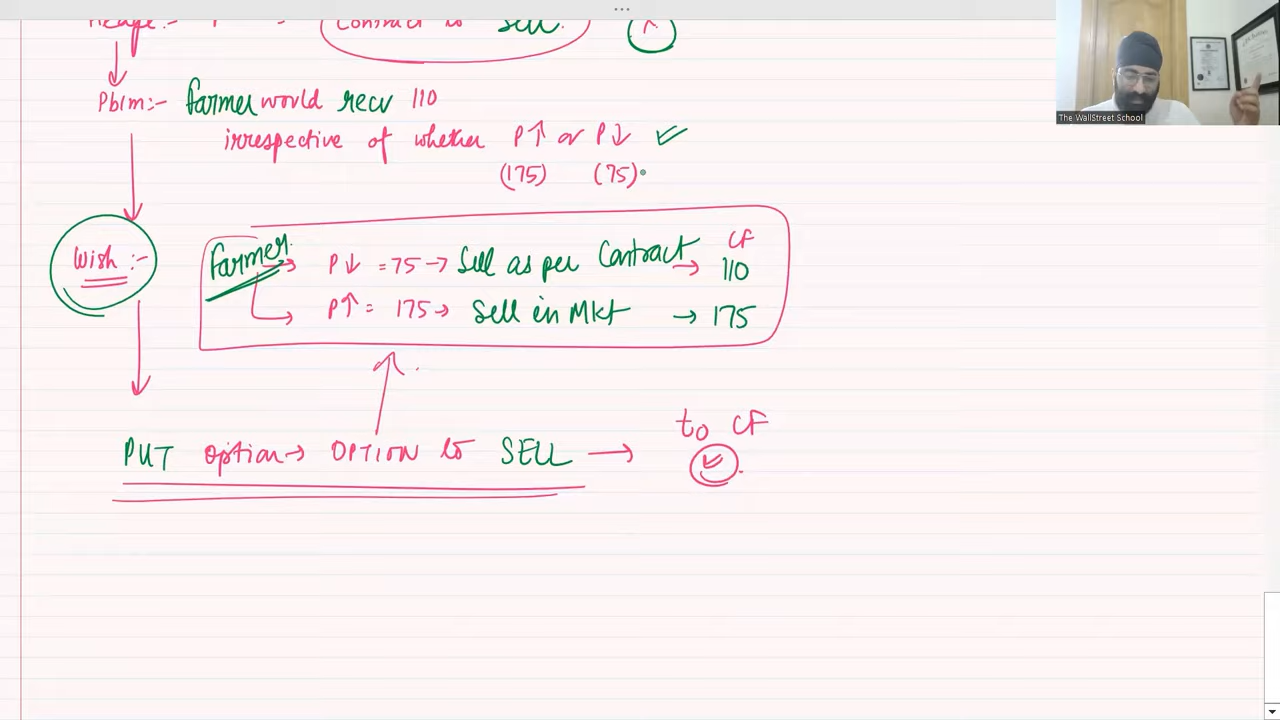 Contract to Sell.
Pblm:- Farmer would recv 110
irrespective of whether P↑ or P↓ ✓
(175) (75)
Wish :-
Farmer. CF
→ P↓ = 75 → Sell as per Contract → 110
→ P↑ = 175 → Sell in Mkt → 175
to CF
PUT option → OPTION to SELL → ✓
The WallStreet School